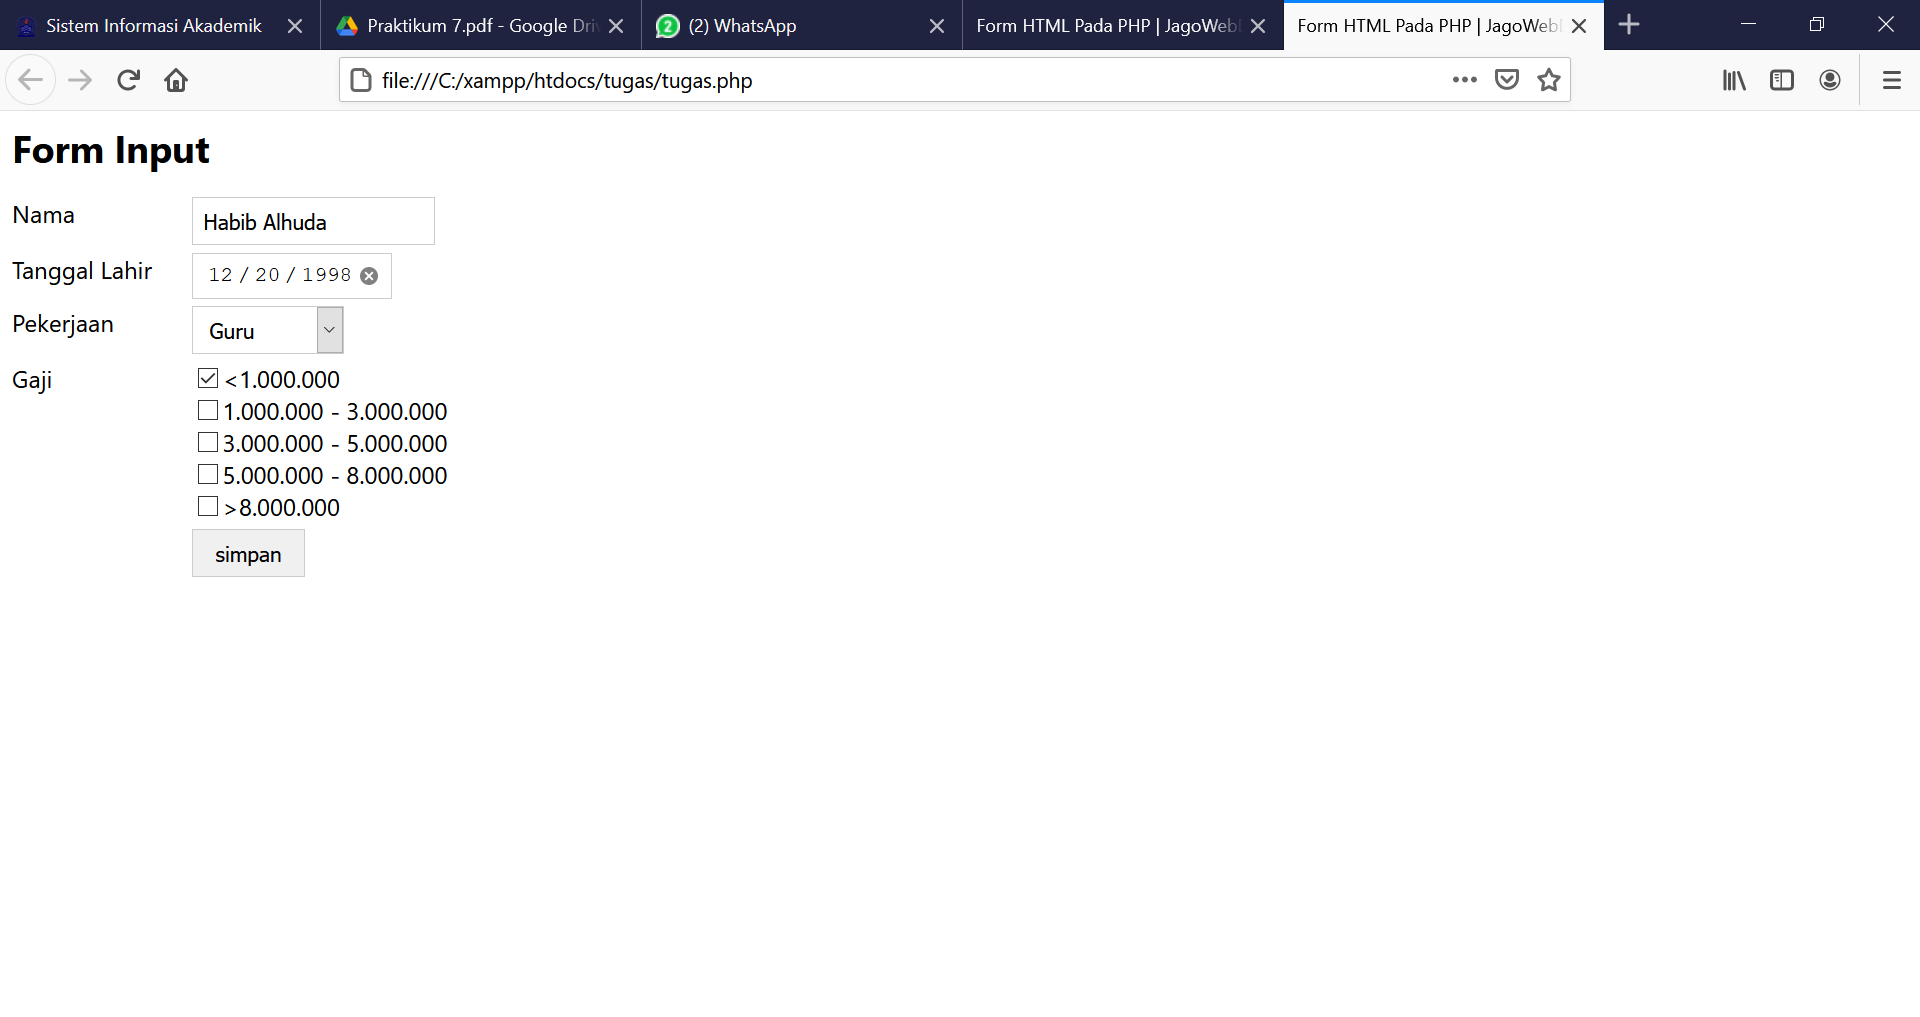 Sistem Informasi Akademik
Praktikum 7.pdf - Google Driv
(2) WhatsApp
Form HTML Pada PHP | JagoWeb
Form HTML Pada PHP | JagoWeb
file:///C:/xampp/htdocs/tugas/tugas.php
Form Input
Nama Habib Alhuda
Tanggal Lahir 12 / 20 / 1998
Pekerjaan Guru
Gaji <1.000.000
1.000.000 - 3.000.000
3.000.000 - 5.000.000
5.000.000 - 8.000.000
>8.000.000
simpan